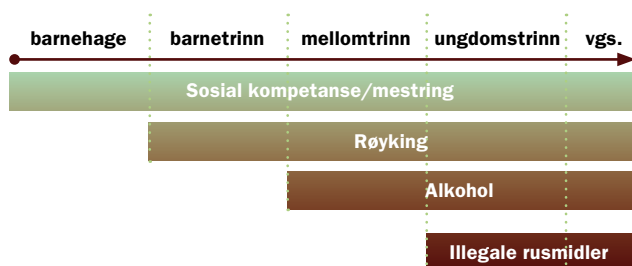 barnehage barnetrinn mellomtrinn ungdomstrinn vgs.
Sosial kompetanse/mestring
Røyking
Alkohol
Illegale rusmidler